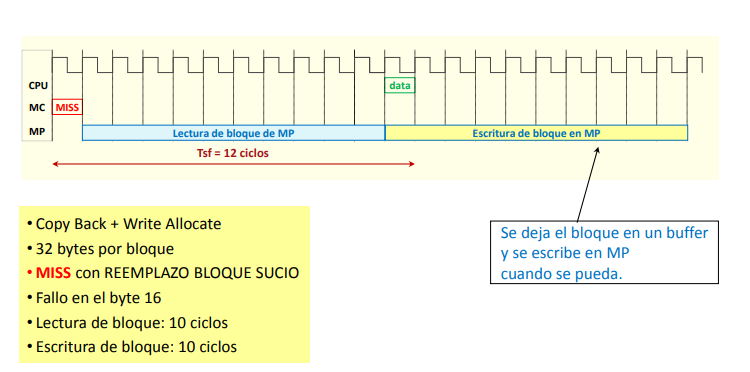 CPU
data
MC MISS
MP Lectura de bloque de MP Escritura de bloque en MP
Tsf = 12 ciclos
• Copy Back + Write Allocate
• 32 bytes por bloque
• MISS con REEMPLAZO BLOQUE SUCIO
• Fallo en el byte 16
• Lectura de bloque: 10 ciclos
• Escritura de bloque: 10 ciclos
Se deja el bloque en un buffer
y se escribe en MP
cuando se pueda.